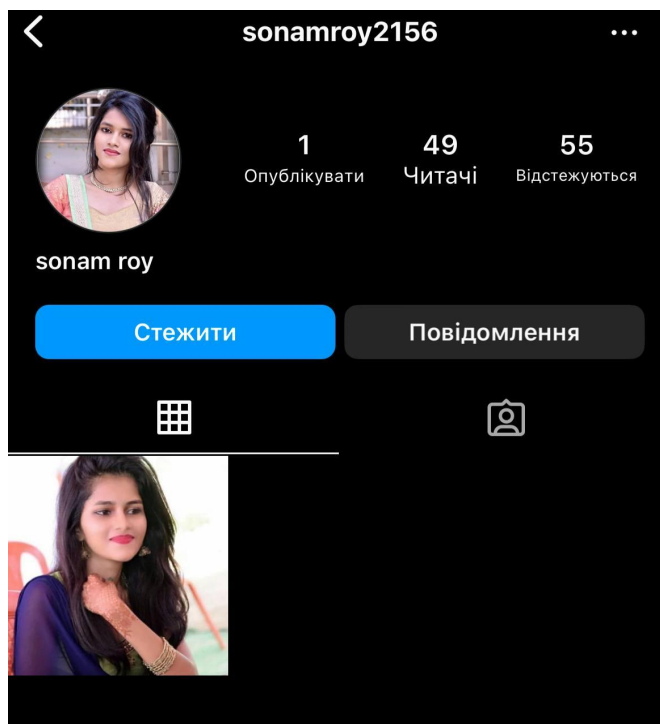 sonamroy2156
1 49 55
Опублікувати Читачі Відстежуються
sonam roy
Стежити Повідомлення